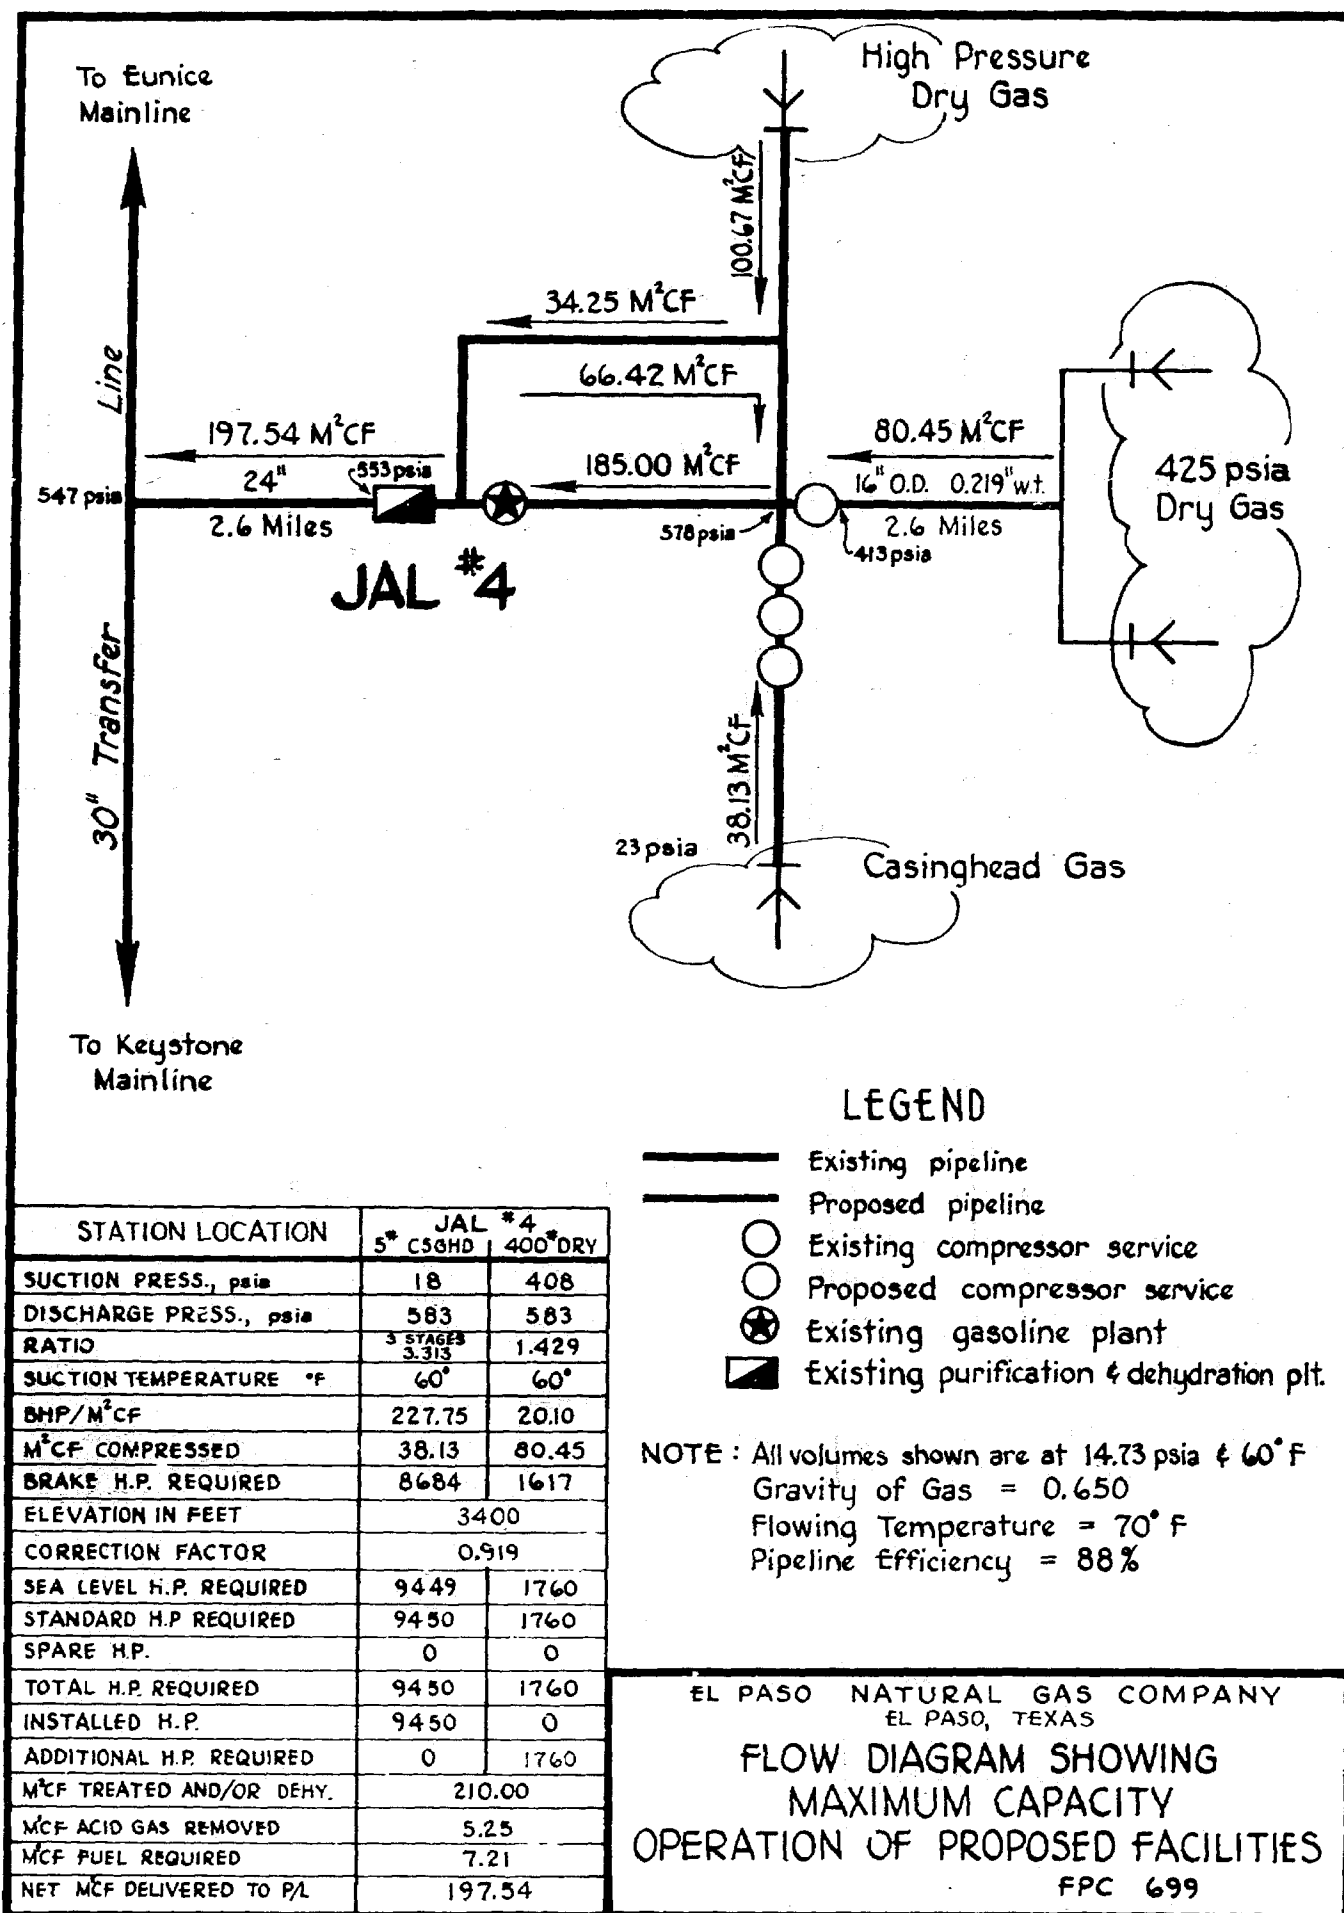 To Eunice
Mainline
High Pressure
Dry Gas
100.67 M²CF
34.25 M²CF
66.42 M²CF
Line
197.54 M²CF
24"
553 psia
547 psia
2.6 Miles
185.00 M²CF
578 psia
80.45 M²CF
16" O.D. 0.219" w.t.
2.6 Miles
413 psia
425 psia
Dry Gas
JAL #4
30" Transfer
38.13 M²CF
23 psia
Casinghead Gas
To Keystone
Mainline
LEGEND
Existing pipeline
Proposed pipeline
Existing compressor service
Proposed compressor service
Existing gasoline plant
Existing purification & dehydration plt.
NOTE : All volumes shown are at 14.73 psia & 60° F
Gravity of Gas = 0.650
Flowing Temperature = 70° F
Pipeline Efficiency = 88%
STATION LOCATION JAL #4
5# CSGHD 400# DRY
SUCTION PRESS., psia 18 408
DISCHARGE PRESS., psia 583 583
RATIO 3 STAGES 3.313 1.429
SUCTION TEMPERATURE °F 60° 60°
BHP/M²CF 227.75 20.10
M²CF COMPRESSED 38.13 80.45
BRAKE H.P. REQUIRED 8684 1617
ELEVATION IN FEET 3400
CORRECTION FACTOR 0.919
SEA LEVEL H.P. REQUIRED 9449 1760
STANDARD H.P REQUIRED 9450 1760
SPARE H.P. 0 0
TOTAL H.P. REQUIRED 9450 1760
INSTALLED H.P. 9450 0
ADDITIONAL H.P. REQUIRED 0 1760
M²CF TREATED AND/OR DEHY. 210.00
M²CF ACID GAS REMOVED 5.25
M²CF FUEL REQUIRED 7.21
NET M²CF DELIVERED TO P/L 197.54
EL PASO NATURAL GAS COMPANY
EL PASO, TEXAS
FLOW DIAGRAM SHOWING
MAXIMUM CAPACITY
OPERATION OF PROPOSED FACILITIES
FPC 699